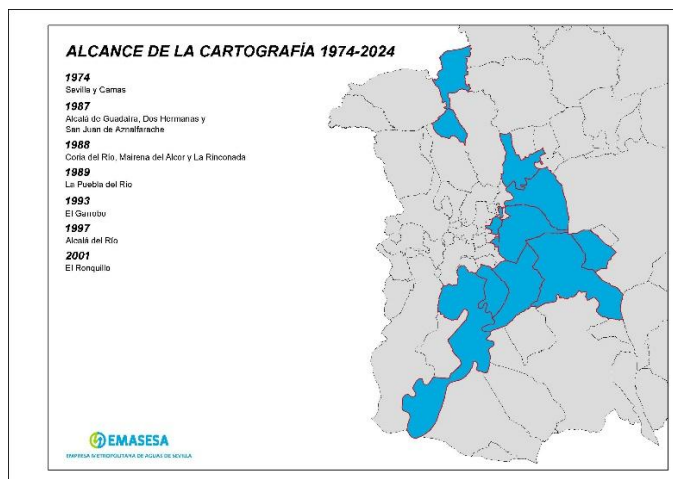 ALCANCE DE LA CARTOGRAFÍA 1974-2024
1974
Sevilla y Camas
1987
Alcalá de Guadaíra, Dos Hermanas y
San Juan de Aznalfarache
1988
Coria del Río, Mairena del Alcor y La Rinconada
1989
La Puebla del Río
1993
El Garrobo
1997
Alcalá del Río
2001
El Ronquillo
EMASESA
EMPRESA METROPOLITANA DE AGUAS DE SEVILLA